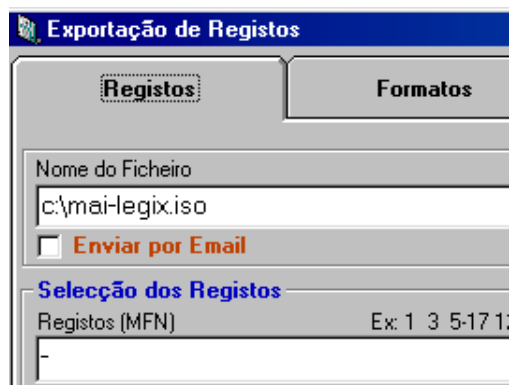 Exportação de Registos
Registos Formatos
Nome do Ficheiro
c:\mai-legix.iso
Enviar por Email
Selecção dos Registos
Registos (MFN) Ex: 1 3 5-17
-